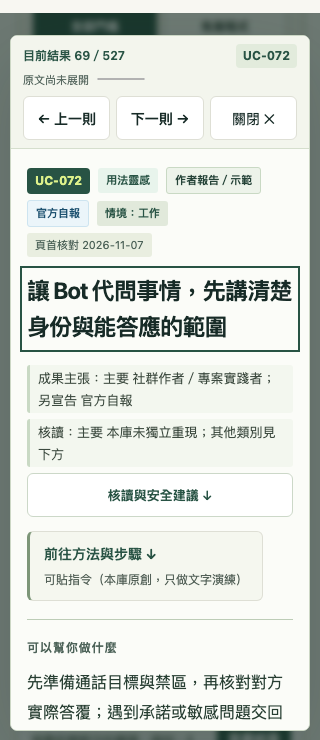 目前結果 69 / 527
UC-072
原文尚未展開
← 上一則
下一則 →
關閉 ×
UC-072
用法靈感
作者報告 / 示範
官方自報
情境：工作
頁首核對 2026-11-07
讓 Bot 代問事情，先講清楚
身份與能答應的範圍
成果主張：主要 社群作者 / 專案實踐者；
另宣告 官方自報
核讀：主要 本庫未獨立重現；其他類別見
下方
核讀與安全建議 ↓
前往方法與步驟 ↓
可貼指令（本庫原創，只做文字演練）
可以幫你做什麼
先準備通話目標與禁區，再核對對方
實際答覆；遇到承諾或敏感問題交回